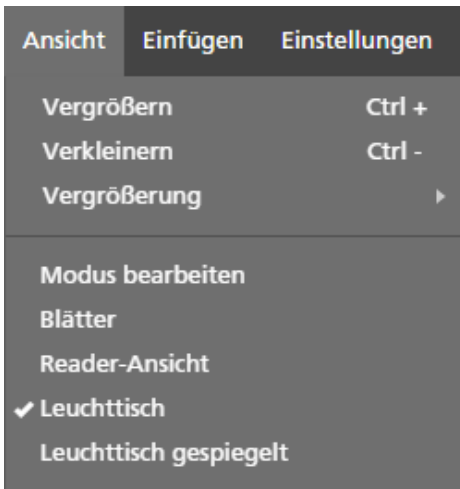 Ansicht Einfügen Einstellungen
Vergrößern Ctrl +
Verkleinern Ctrl -
Vergrößerung
Modus bearbeiten
Blätter
Reader-Ansicht
Leuchttisch
Leuchttisch gespiegelt